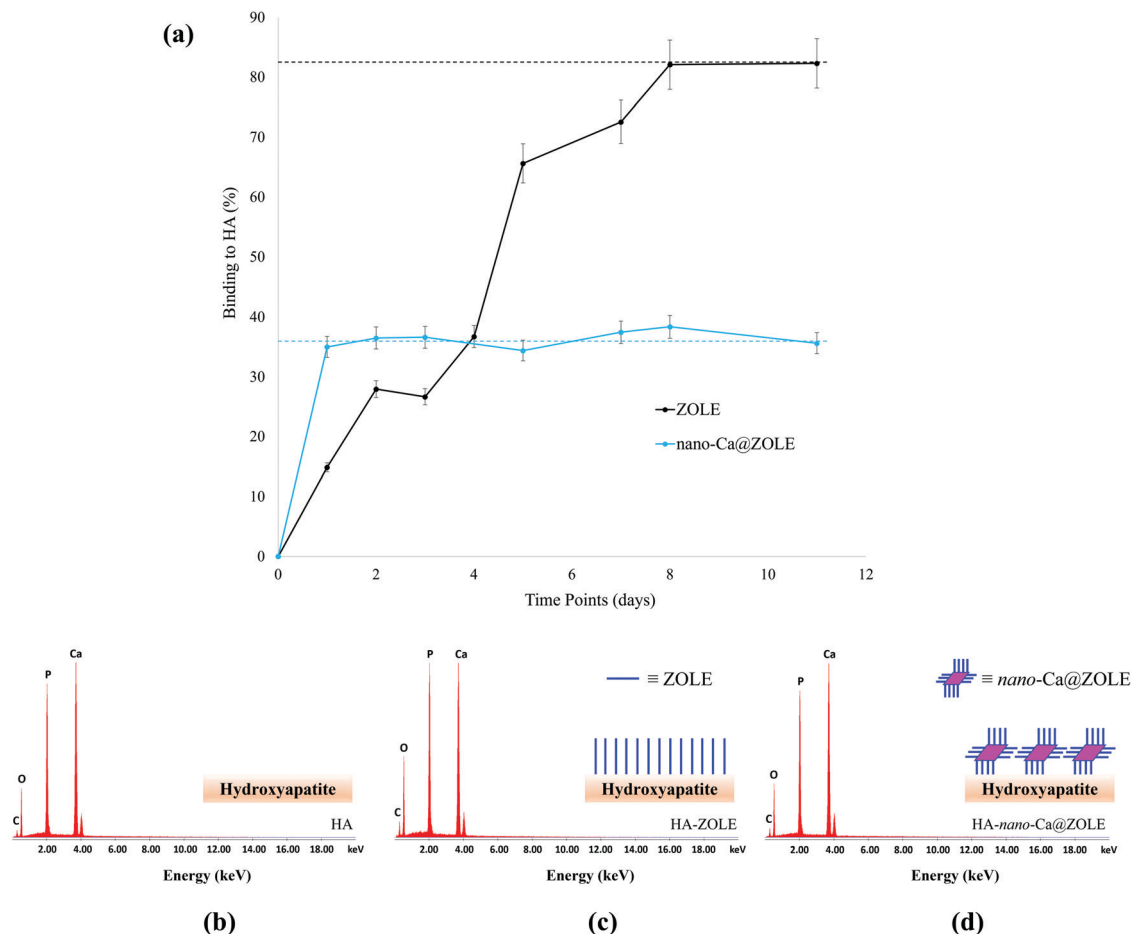 (a)
90
80
70
60
50
40
30
20
10
0
Binding to HA (%)
ZOLE
nano-Ca@ZOLE
0 2 4 6 8 10 12
Time Points (days)
Ca
P
O
C
Hydroxyapatite
HA
2.00 4.00 6.00 8.00 10.00 12.00 14.00 16.00 18.00 keV
Energy (keV)
(b)
P Ca
O
C
≡ ZOLE
Hydroxyapatite
HA-ZOLE
2.00 4.00 6.00 8.00 10.00 12.00 14.00 16.00 18.00 keV
Energy (keV)
(c)
Ca
P
O
C
≡ nano-Ca@ZOLE
Hydroxyapatite
HA-nano-Ca@ZOLE
2.00 4.00 6.00 8.00 10.00 12.00 14.00 16.00 18.00 keV
Energy (keV)
(d)